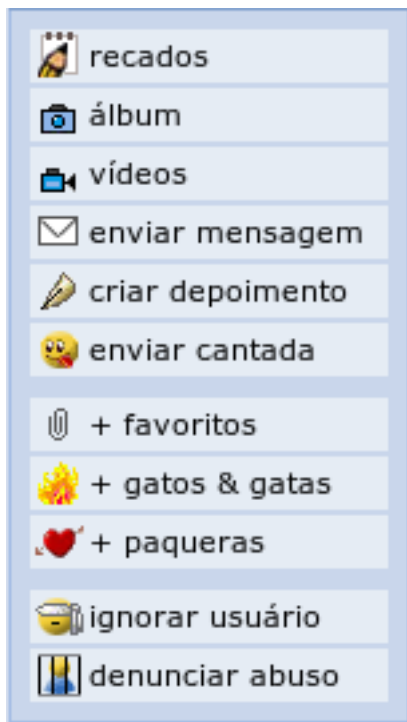 recados
álbum
vídeos
enviar mensagem
criar depoimento
enviar cantada
+ favoritos
+ gatos & gatas
+ paqueras
ignorar usuário
denunciar abuso